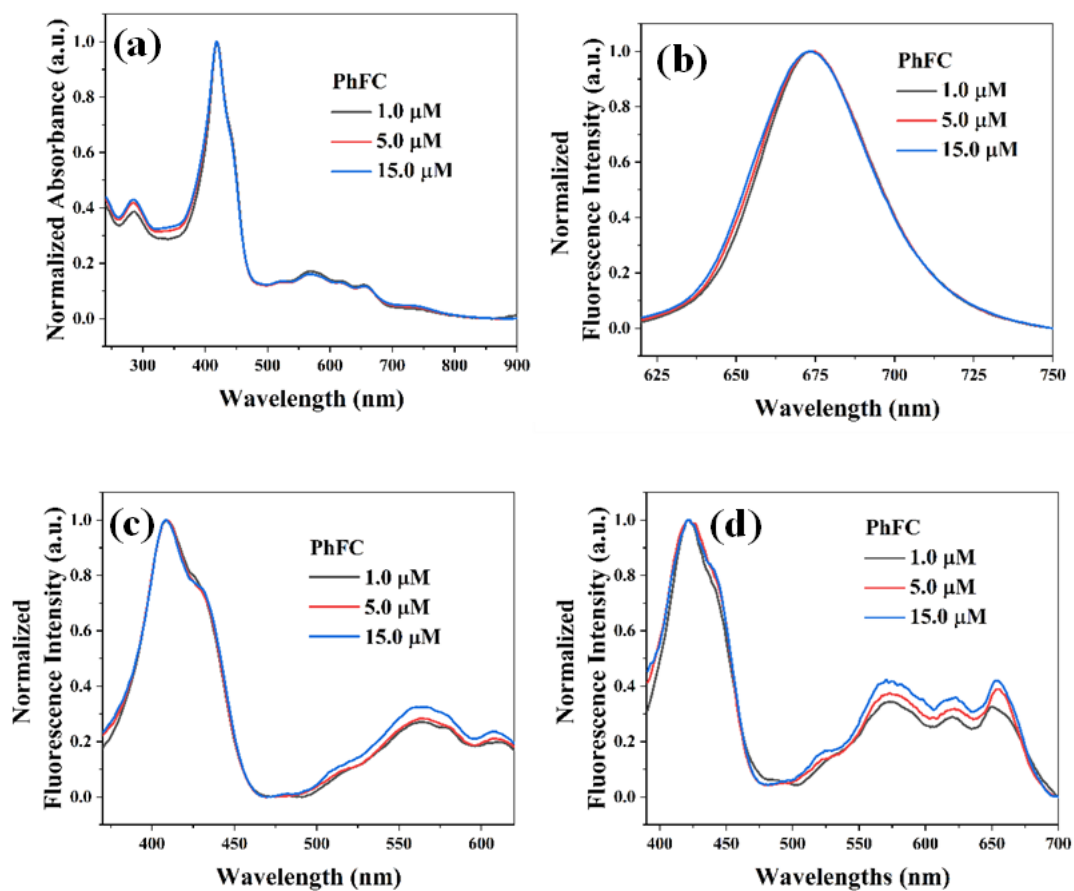 (a)
Normalized Absorbance (a.u.)
1.0
0.8
0.6
0.4
0.2
0.0
PhFC
1.0 μM
5.0 μM
15.0 μM
300 400 500 600 700 800 900
Wavelength (nm)
(b)
Normalized
Fluorescence Intensity (a.u.)
1.0
0.8
0.6
0.4
0.2
0.0
PhFC
1.0 μM
5.0 μM
15.0 μM
625 650 675 700 725 750
Wavelength (nm)
(c)
Normalized
Fluorescence Intensity (a.u.)
1.0
0.8
0.6
0.4
0.2
0.0
PhFC
1.0 μM
5.0 μM
15.0 μM
400 450 500 550 600
Wavelength (nm)
(d)
Normalized
Fluorescence Intensity (a.u.)
1.0
0.8
0.6
0.4
0.2
0.0
PhFC
1.0 μM
5.0 μM
15.0 μM
400 450 500 550 600 650 700
Wavelengths (nm)